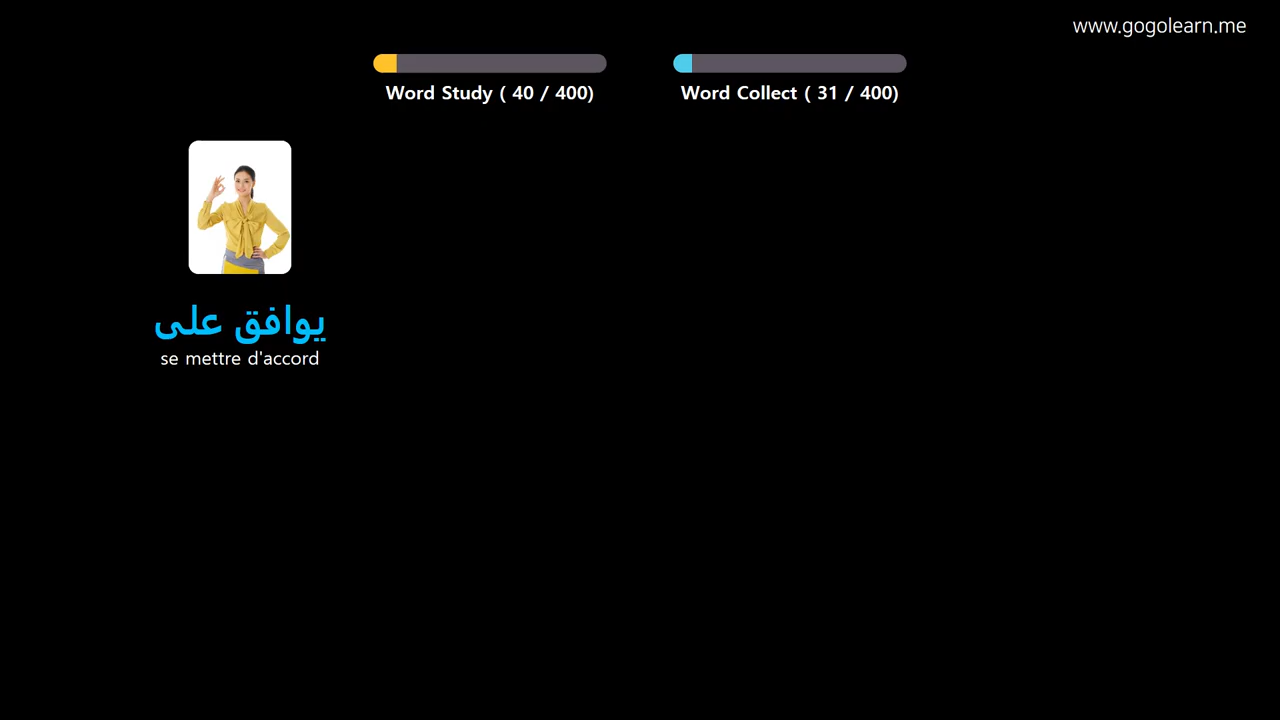 www.gogolearn.me
Word Study ( 40 / 400)
Word Collect ( 31 / 400)
يوافق على
se mettre d'accord